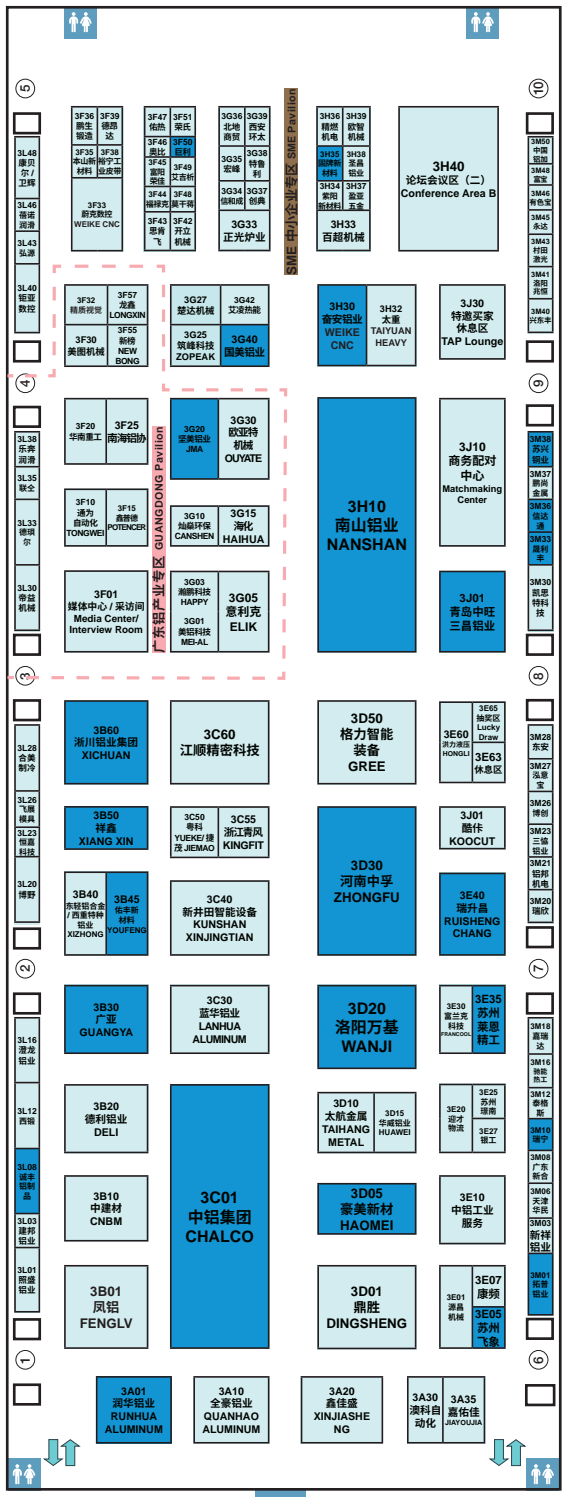 5
10
3L48
康贝
尔 /
卫辉
3L46
蓓诺
润滑
3L43
弘源
3L40
钜亚
数控
3F36
鹏生
锻造
3F39
德昂
达
3F35
本山新
材料
3F38
裕宁工
业皮带
3F33
蔚克数控
WEIKE CNC
3F47
佑热
3F51
荣氏
3F46
奥比
3F50
巨利
3F45
富阳
荣佳
3F49
艾吉析
3F44
福禄克
3F48
莫干蒋
3F43
思肯
飞
3F42
开立
机械
3G36
北地
商贸
3G39
西安
环太
3G35
宏峰
3G38
特鲁
利
3G34
信和成
3G37
创典
3G33
正光炉业
SME 中小企业专区 SME Pavilion
3H36
精燃
机电
3H39
欧智
机械
3H35
固牌新
材料
3H38
圣昌
铝业
3H34
紫阳
新材料
3H37
盈亚
五金
3H33
百超机械
3H40
论坛会议区（二）
Conference Area B
3M50
中国
铝加
3M48
富宝
3M46
有色宝
3M45
永达
3M43
村田
激光
3M41
洛阳
兆恒
3M40
兴东丰
3F32
精质视觉
3F57
龙鑫
LONGXIN
3F30
美图机械
3F55
新榜
NEW
BONG
3G27
楚达机械
3G42
艾凌热能
3G25
筑峰科技
ZOPEAK
3G40
国美铝业
3H30
奋安铝业
WEIKE
CNC
3H32
太重
TAIYUAN
HEAVY
3J30
特邀买家
休息区
TAP Lounge
4
9
3L38
乐奔
润滑
3L35
联仝
3L33
德琪
尔
3L30
帝益
机械
3F20
华南重工
3F25
南海铝协
3F10
通为
自动化
TONGWEI
3F15
鑫普德
POTENCER
3F01
媒体中心 / 采访间
Media Center/
Interview Room
广东铝产业专区 GUANGDONG Pavilion
3G20
坚美铝业
JMA
3G30
欧亚特
机械
OUYATE
3G10
灿燊环保
CANSHEN
3G15
海化
HAIHUA
3G03
瀚鹏科技
HAPPY
3G01
美铝科技
MEI-AL
3G05
意利克
ELIK
3H10
南山铝业
NANSHAN
3J10
商务配对
中心
Matchmaking
Center
3J01
青岛中旺
三昌铝业
3M38
苏兴
铜业
3M37
鹏尚
金属
3M36
信达
通
3M33
晟利
丰
3M30
凯思
特科技
3
8
3L28
合美
制冷
3L26
飞展
模具
3L23
恒嘉
科技
3L20
博野
3B60
淅川铝业集团
XICHUAN
3B50
祥鑫
XIANG XIN
3B40
东轻铝合金
/ 西重特种
铝业
XIZHONG
3B45
佑丰新
材料
YOUFENG
3C60
江顺精密科技
3C50
粤科
YUEKE/ 捷
茂 JIEMAO
3C55
浙江青风
KINGFIT
3C40
新井田智能设备
KUNSHAN
XINJINGTIAN
3D50
格力智能
装备
GREE
3D30
河南中孚
ZHONGFU
3E60
洪力液压
HONGLI
3E65
抽奖区
Lucky
Draw
3E63
休息区
3J01
酷佧
KOOCUT
3E40
瑞升昌
RUISHENG
CHANG
3M28
东安
3M27
泓意
宝
3M26
博创
3M23
三恊
铝业
3M21
铝邦
机电
3M20
瑞欣
2
7
3L16
澄龙
铝业
3L12
西锻
3L08
诚丰
铝制
品
3L03
建邦
铝业
3L01
照盛
铝业
3B30
广亚
GUANGYA
3B20
德利铝业
DELI
3B10
中建材
CNBM
3B01
凤铝
FENGLV
3C30
蓝华铝业
LANHUA
ALUMINUM
3C01
中铝集团
CHALCO
3D20
洛阳万基
WANJI
3D10
太航金属
TAIHANG
METAL
3D15
华威铝业
HUAWEI
3D05
豪美新材
HAOMEI
3D01
鼎胜
DINGSHENG
3E30
富兰克
科技
FRANCOOL
3E35
苏州
莱恩
精工
3E20
迎才
物流
3E25
苏州
璟南
3E27
银工
3E10
中铝工业
服务
3E01
源昌
机械
3E07
康频
3E05
苏州
飞象
3M18
嘉瑞
达
3M16
驰能
热工
3M12
泰格
斯
3M10
瑞宁
3M08
广东
新合
3M06
天津
华民
3M03
新祥
铝业
3M01
拓普
铝业
1
6
3A01
润华铝业
RUNHUA
ALUMINUM
3A10
全豪铝业
QUANHAO
ALUMINUM
3A20
鑫佳盛
XINJIASHE
NG
3A30
澳科自
动化
3A35
嘉佑佳
JIAYOUJIA